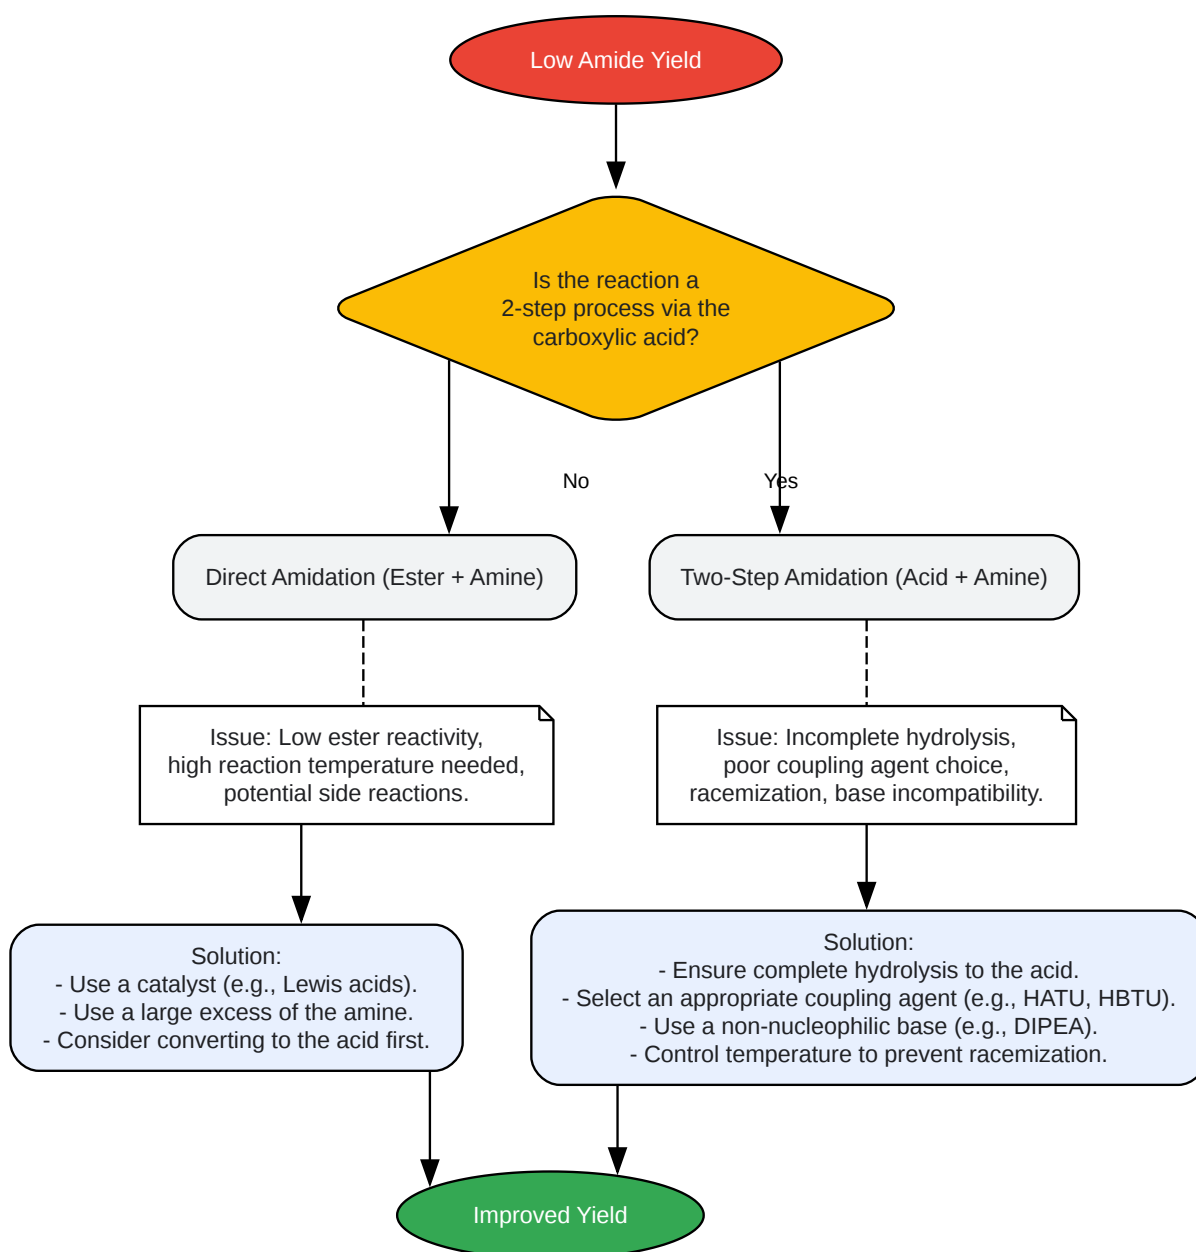 Low Amide Yield
Is the reaction a
2-step process via the
carboxylic acid?
No
Yes
Direct Amidation (Ester + Amine)
Two-Step Amidation (Acid + Amine)
Issue: Low ester reactivity,
high reaction temperature needed,
potential side reactions.
Issue: Incomplete hydrolysis,
poor coupling agent choice,
racemization, base incompatibility.
Solution:
- Use a catalyst (e.g., Lewis acids).
- Use a large excess of the amine.
- Consider converting to the acid first.
Solution:
- Ensure complete hydrolysis to the acid.
- Select an appropriate coupling agent (e.g., HATU, HBTU).
- Use a non-nucleophilic base (e.g., DIPEA).
- Control temperature to prevent racemization.
Improved Yield